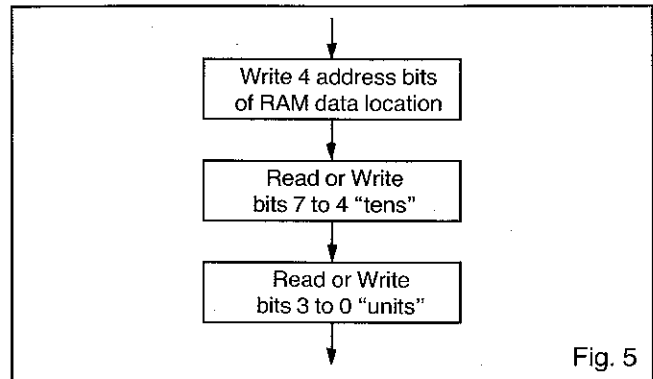 Write 4 address bits
of RAM data location
Read or Write
bits 7 to 4 "tens"
Read or Write
bits 3 to 0 "units"
Fig. 5